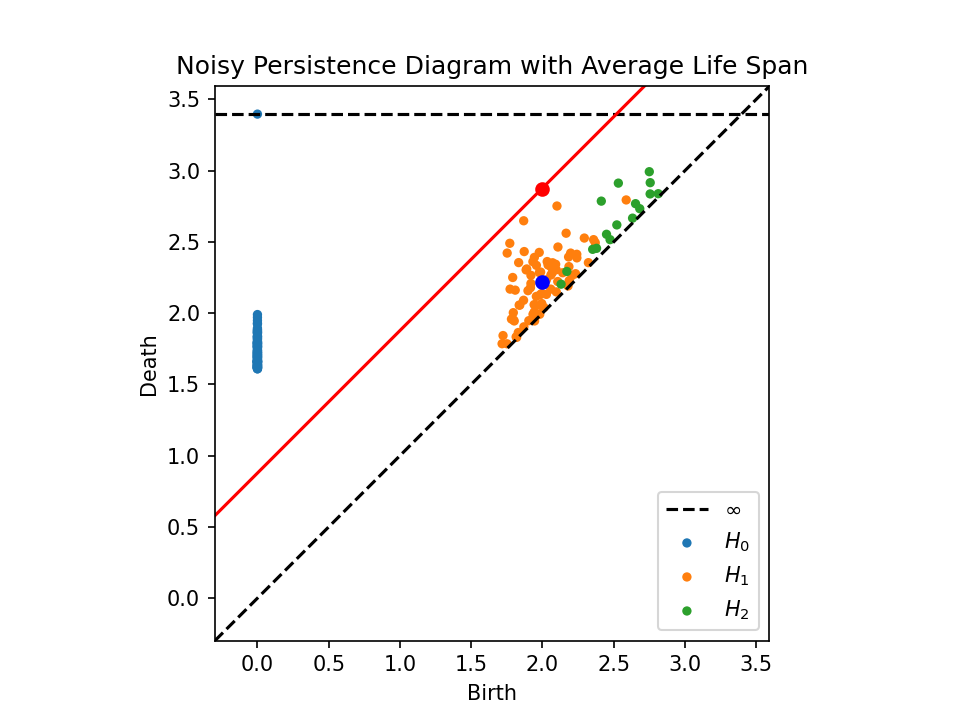 Noisy Persistence Diagram with Average Life Span
3.5
3.0
2.5
2.0
1.5
1.0
0.5
0.0
Death
∞
H₀
H₁
H₂
0.0 0.5 1.0 1.5 2.0 2.5 3.0 3.5
Birth